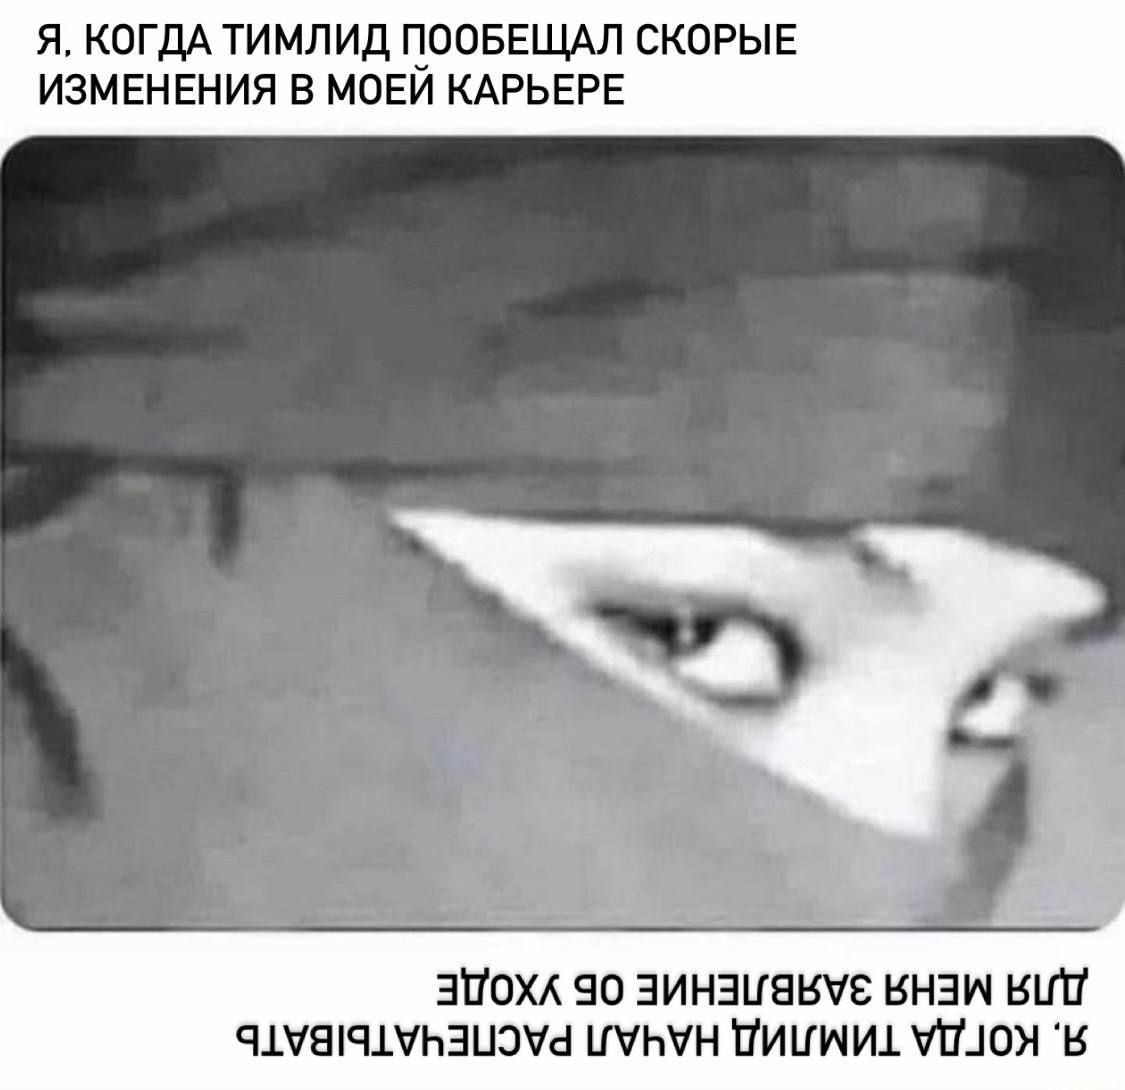 Я, КОГДА ТИМЛИД ПООБЕЩАЛ СКОРЫЕ
ИЗМЕНЕНИЯ В МОЕЙ КАРЬЕРЕ
Я, КОГДА ТИМЛИД НАЧАЛ РАСПЕЧАТЫВАТЬ
ДЛЯ МЕНЯ ЗАЯВЛЕНИЕ ОБ УХОДЕ